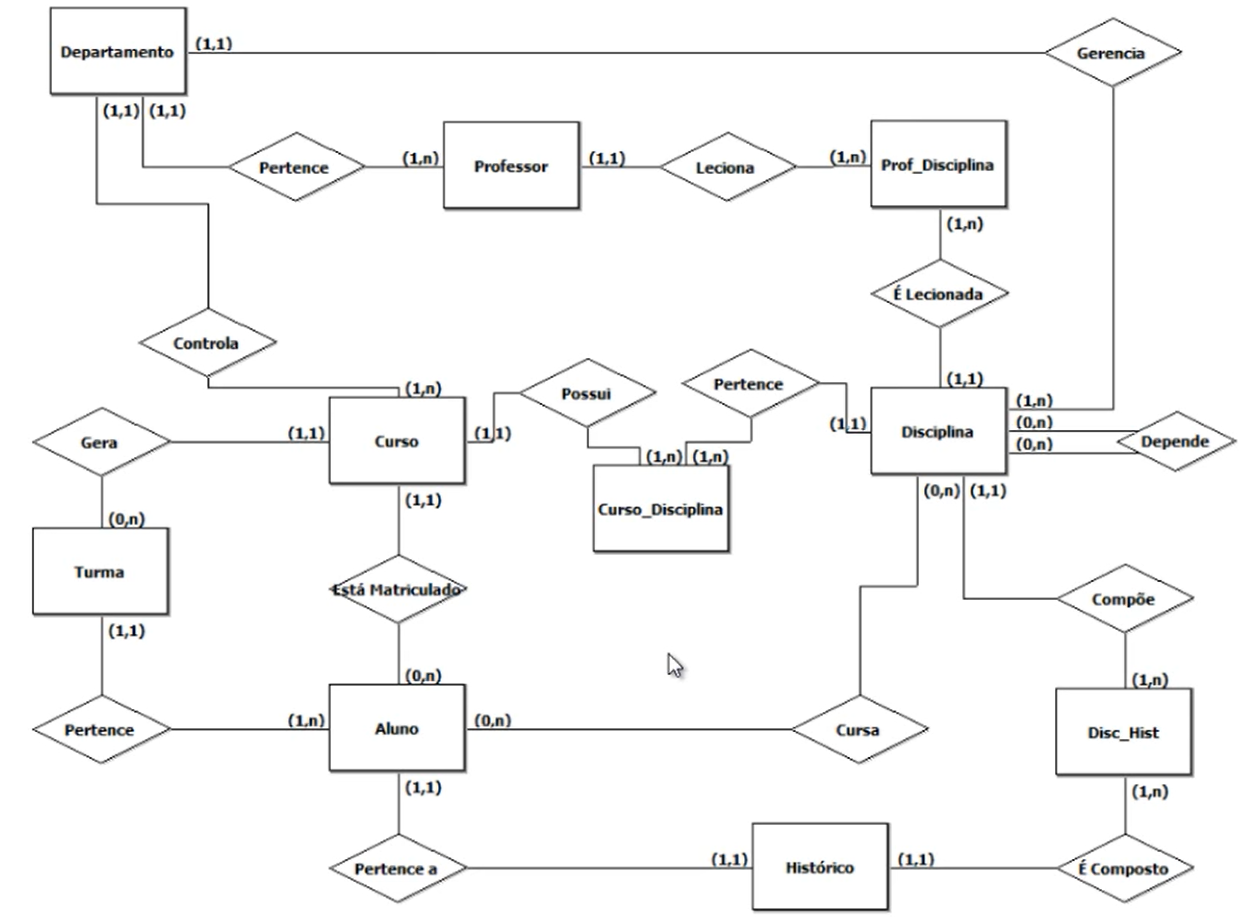 Departamento
(1,1)
Gerencia
(1,1) (1,1)
Pertence
(1,n)
Professor
(1,1)
Leciona
(1,n)
Prof_Disciplina
(1,n)
É Lecionada
Controla
(1,n)
Possui
Pertence
(1,1)
(1,n)
Gera
(1,1)
Curso
(1,1)
(1,1)
Disciplina
(0,n)
(0,n)
Depende
(1,n) (1,n)
(1,1)
Curso_Disciplina
(0,n) (1,1)
(0,n)
Turma
Está Matriculado
Compõe
(1,1)
(0,n)
(1,n)
Pertence
(1,n)
Aluno
(0,n)
Cursa
Disc_Hist
(1,1)
(1,n)
Pertence a
(1,1)
Histórico
(1,1)
É Composto